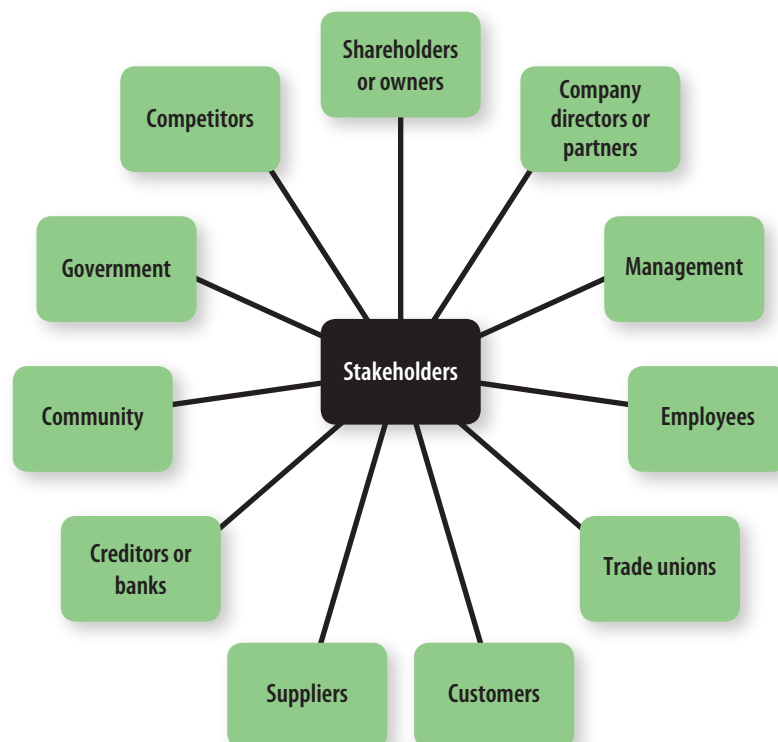 Shareholders
or owners
Company
directors or
partners
Competitors
Government
Management
Stakeholders
Community
Employees
Creditors or
banks
Trade unions
Suppliers
Customers